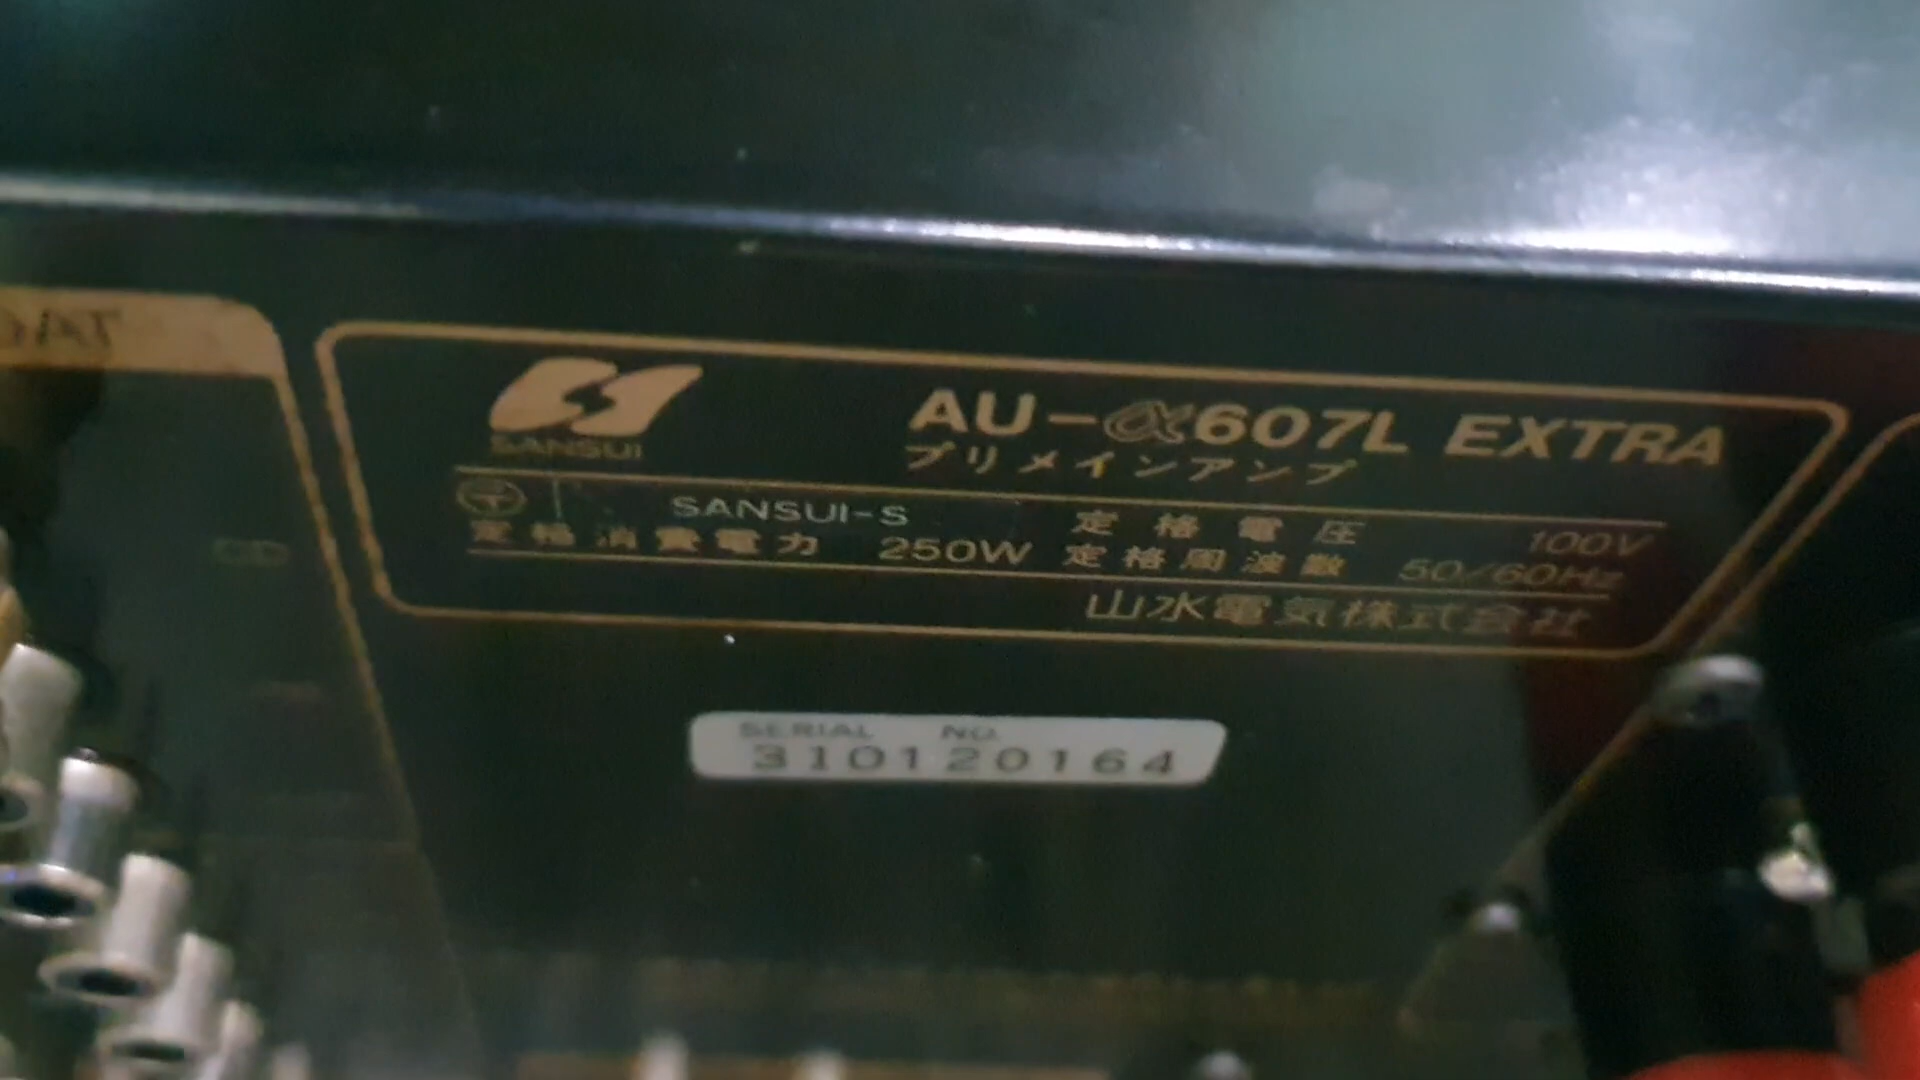 DAT
SANSUI
AU-α607L EXTRA
プリメインアンプ
SANSUI-S 定格電圧 100V
定格消費電力 250W 定格周波数 50/60Hz
山水電気株式会社
SERIAL NO.
310120164